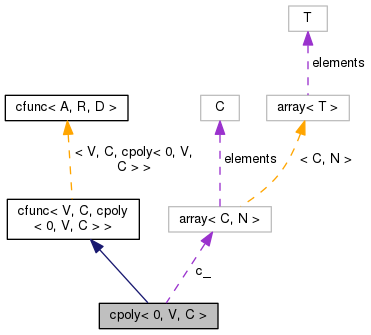 T
elements
cfunc< A, R, D >
C
array< T >
< V, C, cpoly< 0, V,
C > >
elements
< C, N >
cfunc< V, C, cpoly
< 0, V, C > >
array< C, N >
c_
cpoly< 0, V, C >